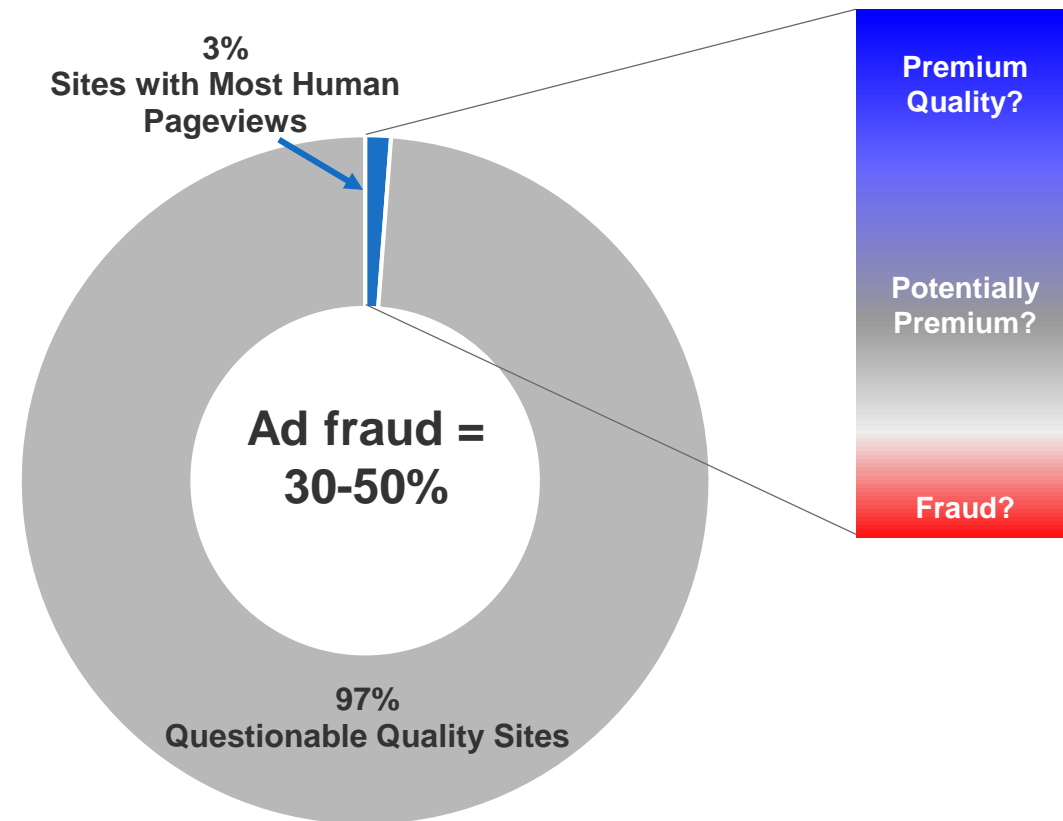 3%
Sites with Most Human
Pageviews
Premium
Quality?
Potentially
Premium?
Fraud?
Ad fraud =
30-50%
97%
Questionable Quality Sites